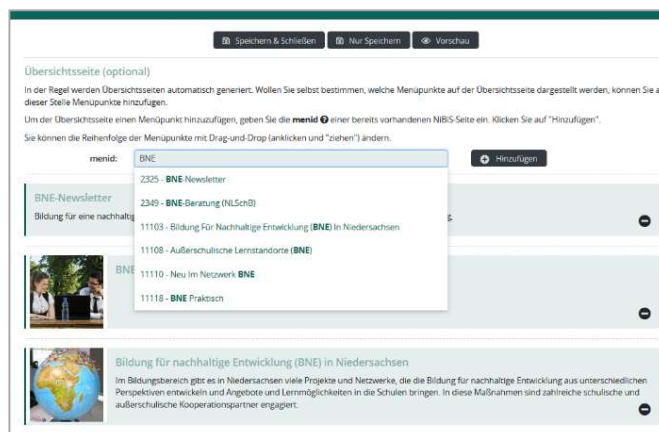 Speichern & Schließen Nur Speichern Vorschau
Übersichtsseite (optional)
In der Regel werden Übersichtsseiten automatisch generiert. Wollen Sie selbst bestimmen, welche Menüpunkte auf der Übersichtsseite dargestellt werden, können Sie a
dieser Stelle Menüpunkte hinzufügen.
Um der Übersichtsseite einen Menüpunkt hinzuzufügen, geben Sie die menid einer bereits vorhandenen NiBiS-Seite ein. Klicken Sie auf "Hinzufügen".
Sie können die Reihenfolge der Menüpunkte mit Drag-und-Drop (anklicken und "ziehen") ändern.
menid: BNE Hinzufügen
2325 - BNE-Newsletter
2349 - BNE-Beratung (NLSchB)
11103 - Bildung Für Nachhaltige Entwicklung (BNE) In Niedersachsen
11108 - Außerschulische Lernstandorte (BNE)
11110 - Neu Im Netzwerk BNE
11118 - BNE Praktisch
BNE-Newsletter
Bildung für eine nachhaltig
BNE
Bildung für nachhaltige Entwicklung (BNE) in Niedersachsen
Im Bildungsbereich gibt es in Niedersachsen viele Projekte und Netzwerke, die die Bildung für nachhaltige Entwicklung aus unterschiedlichen
Perspektiven entwickeln und Angebote und Lernmöglichkeiten in die Schulen bringen. In diese Maßnahmen sind zahlreiche schulische und
außerschulische Kooperationspartner engagiert.